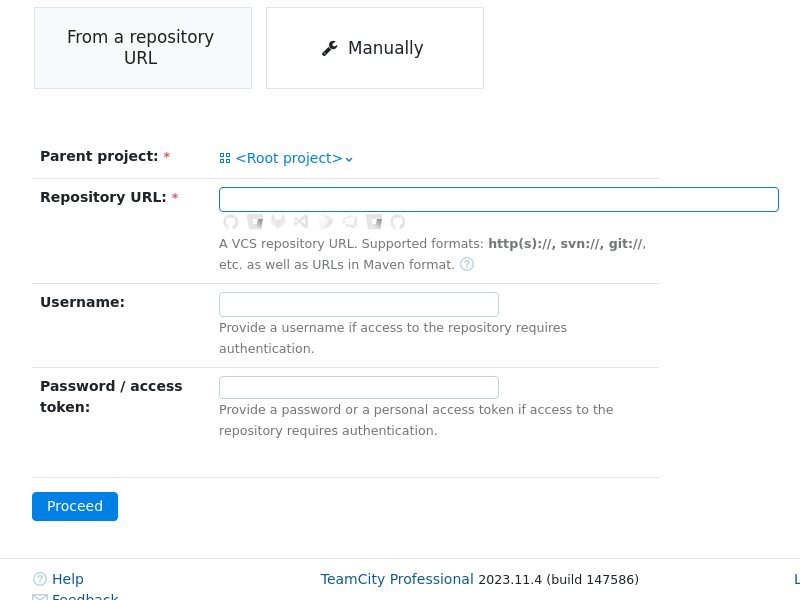 From a repository
URL
Manually
Parent project: *
<Root project>
Repository URL: *
A VCS repository URL. Supported formats: http(s)://, svn://, git://,
etc. as well as URLs in Maven format.
Username:
Provide a username if access to the repository requires
authentication.
Password / access
token:
Provide a password or a personal access token if access to the
repository requires authentication.
Proceed
Help
TeamCity Professional 2023.11.4 (build 147586)
L
Feedback